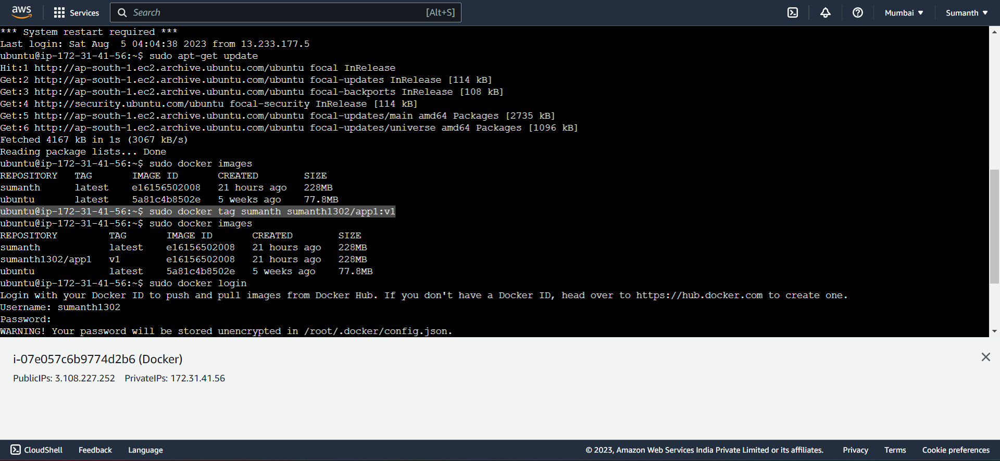 aws Services Search [Alt+S] Mumbai Sumanth
*** System restart required ***
Last login: Sat Aug  5 04:04:38 2023 from 13.233.177.5
ubuntu@ip-172-31-41-56:~$ sudo apt-get update
Hit:1 http://ap-south-1.ec2.archive.ubuntu.com/ubuntu focal InRelease
Get:2 http://ap-south-1.ec2.archive.ubuntu.com/ubuntu focal-updates InRelease [114 kB]
Get:3 http://ap-south-1.ec2.archive.ubuntu.com/ubuntu focal-backports InRelease [108 kB]
Get:4 http://security.ubuntu.com/ubuntu focal-security InRelease [114 kB]
Get:5 http://ap-south-1.ec2.archive.ubuntu.com/ubuntu focal-updates/main amd64 Packages [2735 kB]
Get:6 http://ap-south-1.ec2.archive.ubuntu.com/ubuntu focal-updates/universe amd64 Packages [1096 kB]
Fetched 4167 kB in 1s (3067 kB/s)
Reading package lists... Done
ubuntu@ip-172-31-41-56:~$ sudo docker images
REPOSITORY   TAG       IMAGE ID       CREATED        SIZE
sumanth      latest    e16156502008   21 hours ago   228MB
ubuntu       latest    5a81c4b8502e   5 weeks ago    77.8MB
ubuntu@ip-172-31-41-56:~$ sudo docker tag sumanth sumanth1302/app1:v1
ubuntu@ip-172-31-41-56:~$ sudo docker images
REPOSITORY         TAG       IMAGE ID       CREATED        SIZE
sumanth            latest    e16156502008   21 hours ago   228MB
sumanth1302/app1   v1        e16156502008   21 hours ago   228MB
ubuntu             latest    5a81c4b8502e   5 weeks ago    77.8MB
ubuntu@ip-172-31-41-56:~$ sudo docker login
Login with your Docker ID to push and pull images from Docker Hub. If you don't have a Docker ID, head over to https://hub.docker.com to create one.
Username: sumanth1302
Password:
WARNING! Your password will be stored unencrypted in /root/.docker/config.json.
i-07e057c6b9774d2b6 (Docker)
PublicIPs: 3.108.227.252 PrivateIPs: 172.31.41.56
CloudShell Feedback Language © 2023, Amazon Web Services India Private Limited or its affiliates. Privacy Terms Cookie preferences